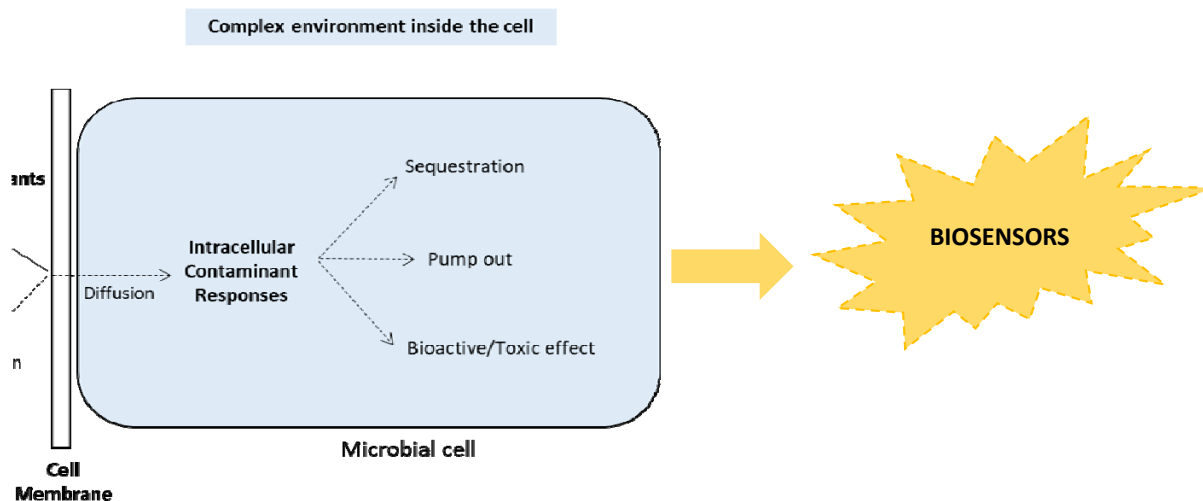 Complex environment inside the cell
ants
Sequestration
Intracellular
Contaminant
Responses
Pump out
Diffusion
Bioactive/Toxic effect
n
Microbial cell
Cell
Membrane
BIOSENSORS